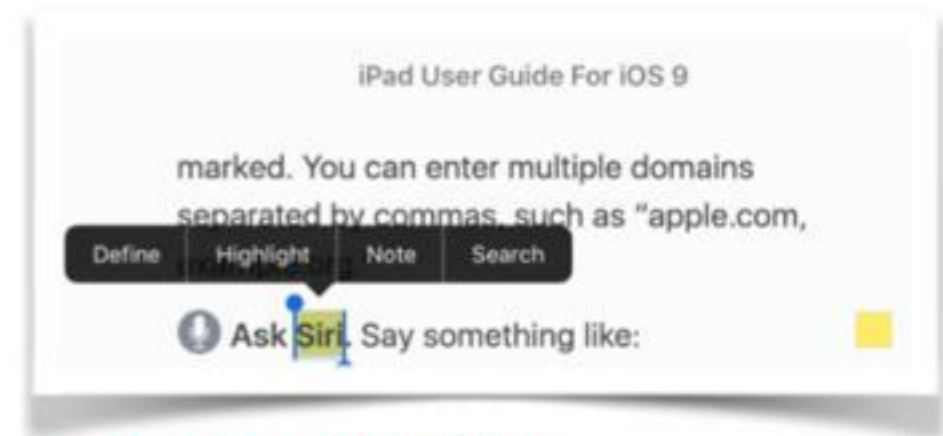 iPad User Guide For iOS 9
marked. You can enter multiple domains
separated by commas, such as "apple.com,
Define Highlight Note Search
Ask Siri. Say something like: